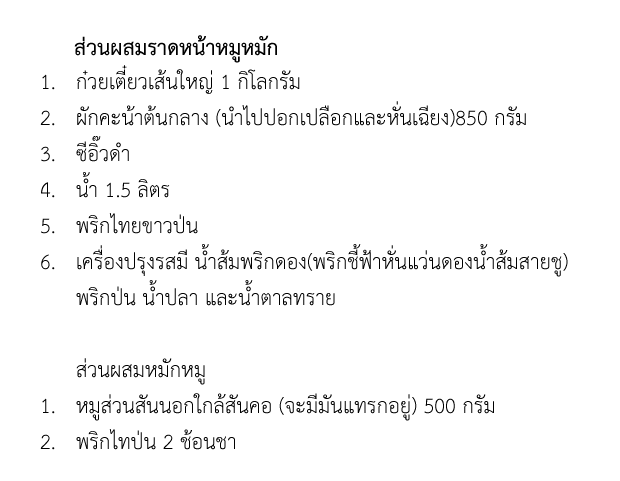 ส่วนผสมราดหน้าหมูหมัก
1. ก๋วยเตี๋ยวเส้นใหญ่ 1 กิโลกรัม
2. ผักคะน้าต้นกลาง (นำไปปอกเปลือกและหั่นเฉียง)850 กรัม
3. ซีอิ๊วดำ
4. น้ำ 1.5 ลิตร
5. พริกไทยขาวป่น
6. เครื่องปรุงรสมี น้ำส้มพริกดอง(พริกชี้ฟ้าหั่นแว่นดองน้ำส้มสายชู)
พริกป่น น้ำปลา และน้ำตาลทราย
ส่วนผสมหมักหมู
1. หมูส่วนสันนอกใกล้สันคอ (จะมีมันแทรกอยู่) 500 กรัม
2. พริกไทป่น 2 ช้อนชา